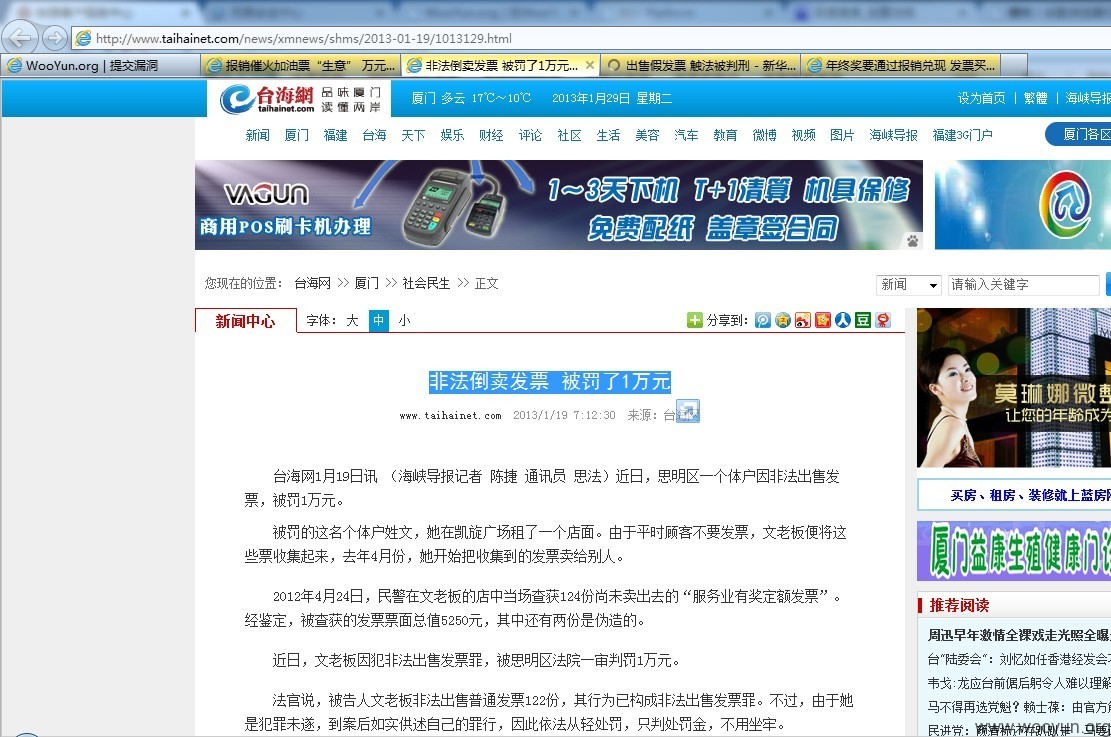 http://www.taihainet.com/news/xmnews/shms/2013-01-19/1013129.html
WooYun.org | 提交漏洞
报销催火加油票“生意” 万元...
非法倒卖发票 被罚了1万元...
出售假发票 触法被判刑 - 新华...
年终奖要通过报销兑现 发票买...
台海網
taihainet.com
品味厦门
读懂两岸
厦门 多云 17℃~10℃ 2013年1月29日 星期二
设为首页 | 繁體 | 海峡导报
新闻 厦门 福建 台海 天下 娱乐 财经 评论 社区 生活 美容 汽车 教育 微博 视频 图片 海峡导报 福建3G门户
厦门各区
VAGUN
商用POS刷卡机办理
1~3天下机 T+1清算 机具保修
免费配纸 盖章签合同
您现在的位置: 台海网 >> 厦门 >> 社会民生 >> 正文
新闻
请输入关键字
新闻中心
字体: 大 中 小
分享到:
非法倒卖发票 被罚了1万元
www.taihainet.com 2013/1/19 7:12:30 来源: 台海
莫琳娜微整
让您的年龄成为
台海网1月19日讯 (海峡导报记者 陈捷 通讯员 思法)近日，思明区一个体户因非法出售发
票，被罚1万元。
被罚的这名个体户姓文，她在凯旋广场租了一个店面。由于平时顾客不要发票，文老板便将这
些票收集起来，去年4月份，她开始把收集到的发票卖给别人。
2012年4月24日，民警在文老板的店中当场查获124份尚未卖出去的“服务业有奖定额发票”。
经鉴定，被查获的发票票面总值5250元，其中还有两份是伪造的。
近日，文老板因犯非法出售发票罪，被思明区法院一审判罚1万元。
法官说，被告人文老板非法出售普通发票122份，其行为已构成非法出售发票罪。不过，由于她
是犯罪未遂，到案后如实供述自己的罪行，因此依法从轻处罚，只判处罚金，不用坐牢。
买房、租房、装修就上蓝房网
厦门益康生殖健康门诊
推荐阅读
周迅早年激情全裸戏走光照全曝
台“陆委会”: 刘忆如任香港经发会
韦戈:龙应台前倨后躬令人难以理解
马不得再选党魁? 赖士葆: 由官方解
民进党:
www.wooyun.org